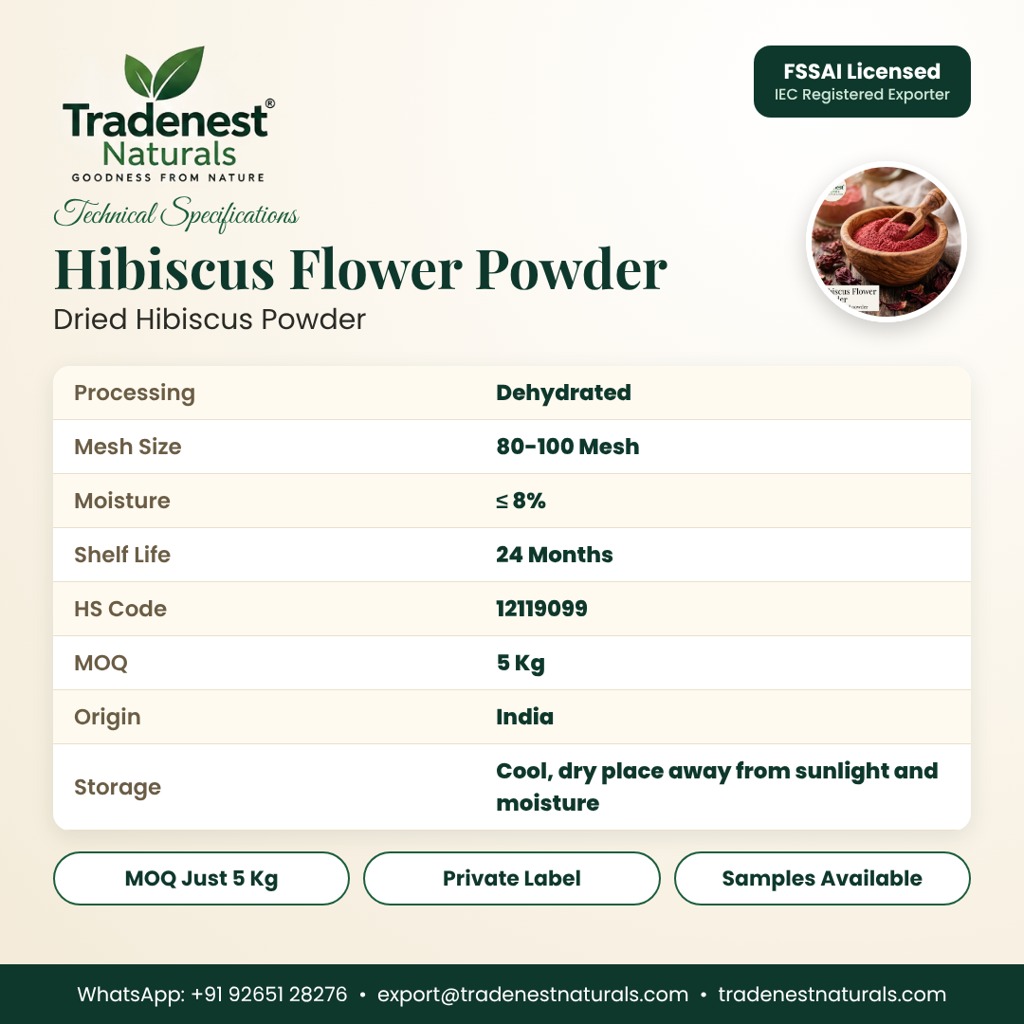 Tradenest®
Naturals
GOODNESS FROM NATURE
FSSAI Licensed
IEC Registered Exporter
Technical Specifications
Hibiscus Flower Powder
Dried Hibiscus Powder
Processing Dehydrated
Mesh Size 80-100 Mesh
Moisture ≤ 8%
Shelf Life 24 Months
HS Code 12119099
MOQ 5 Kg
Origin India
Storage Cool, dry place away from sunlight and
moisture
MOQ Just 5 Kg
Private Label
Samples Available
WhatsApp: +91 92651 28276 • export@tradenestnaturals.com • tradenestnaturals.com